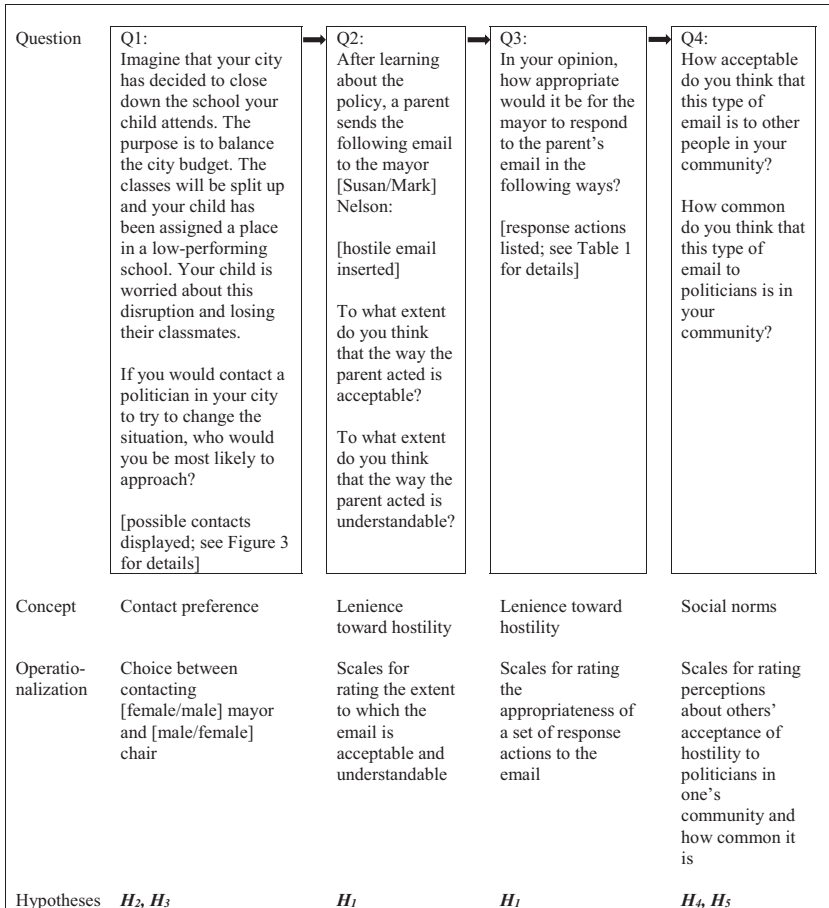 Question
Q1:
Imagine that your city
has decided to close
down the school your
child attends. The
purpose is to balance
the city budget. The
classes will be split up
and your child has
been assigned a place
in a low-performing
school. Your child is
worried about this
disruption and losing
their classmates.
If you would contact a
politician in your city
to try to change the
situation, who would
you be most likely to
approach?
[possible contacts
displayed; see Figure 3
for details]
Q2:
After learning
about the
policy, a parent
sends the
following email
to the mayor
[Susan/Mark]
Nelson:
[hostile email
inserted]
To what extent
do you think
that the way the
parent acted is
acceptable?
To what extent
do you think
that the way the
parent acted is
understandable?
Q3:
In your opinion,
how appropriate
would it be for the
mayor to respond
to the parent’s
email in the
following ways?
[response actions
listed; see Table 1
for details]
Q4:
How acceptable
do you think that
this type of
email is to other
people in your
community?
How common
do you think that
this type of
email to
politicians is in
your
community?
Concept
Contact preference
Lenience
toward hostility
Lenience toward
hostility
Social norms
Operatio-
nalization
Choice between
contacting
[female/male] mayor
and [male/female]
chair
Scales for
rating the extent
to which the
email is
acceptable and
understandable
Scales for rating
the
appropriateness of
a set of response
actions to the
email
Scales for rating
perceptions
about others’
acceptance of
hostility to
politicians in
one’s
community and
how common it
is
Hypotheses
H2, H3
H1
H1
H4, H5